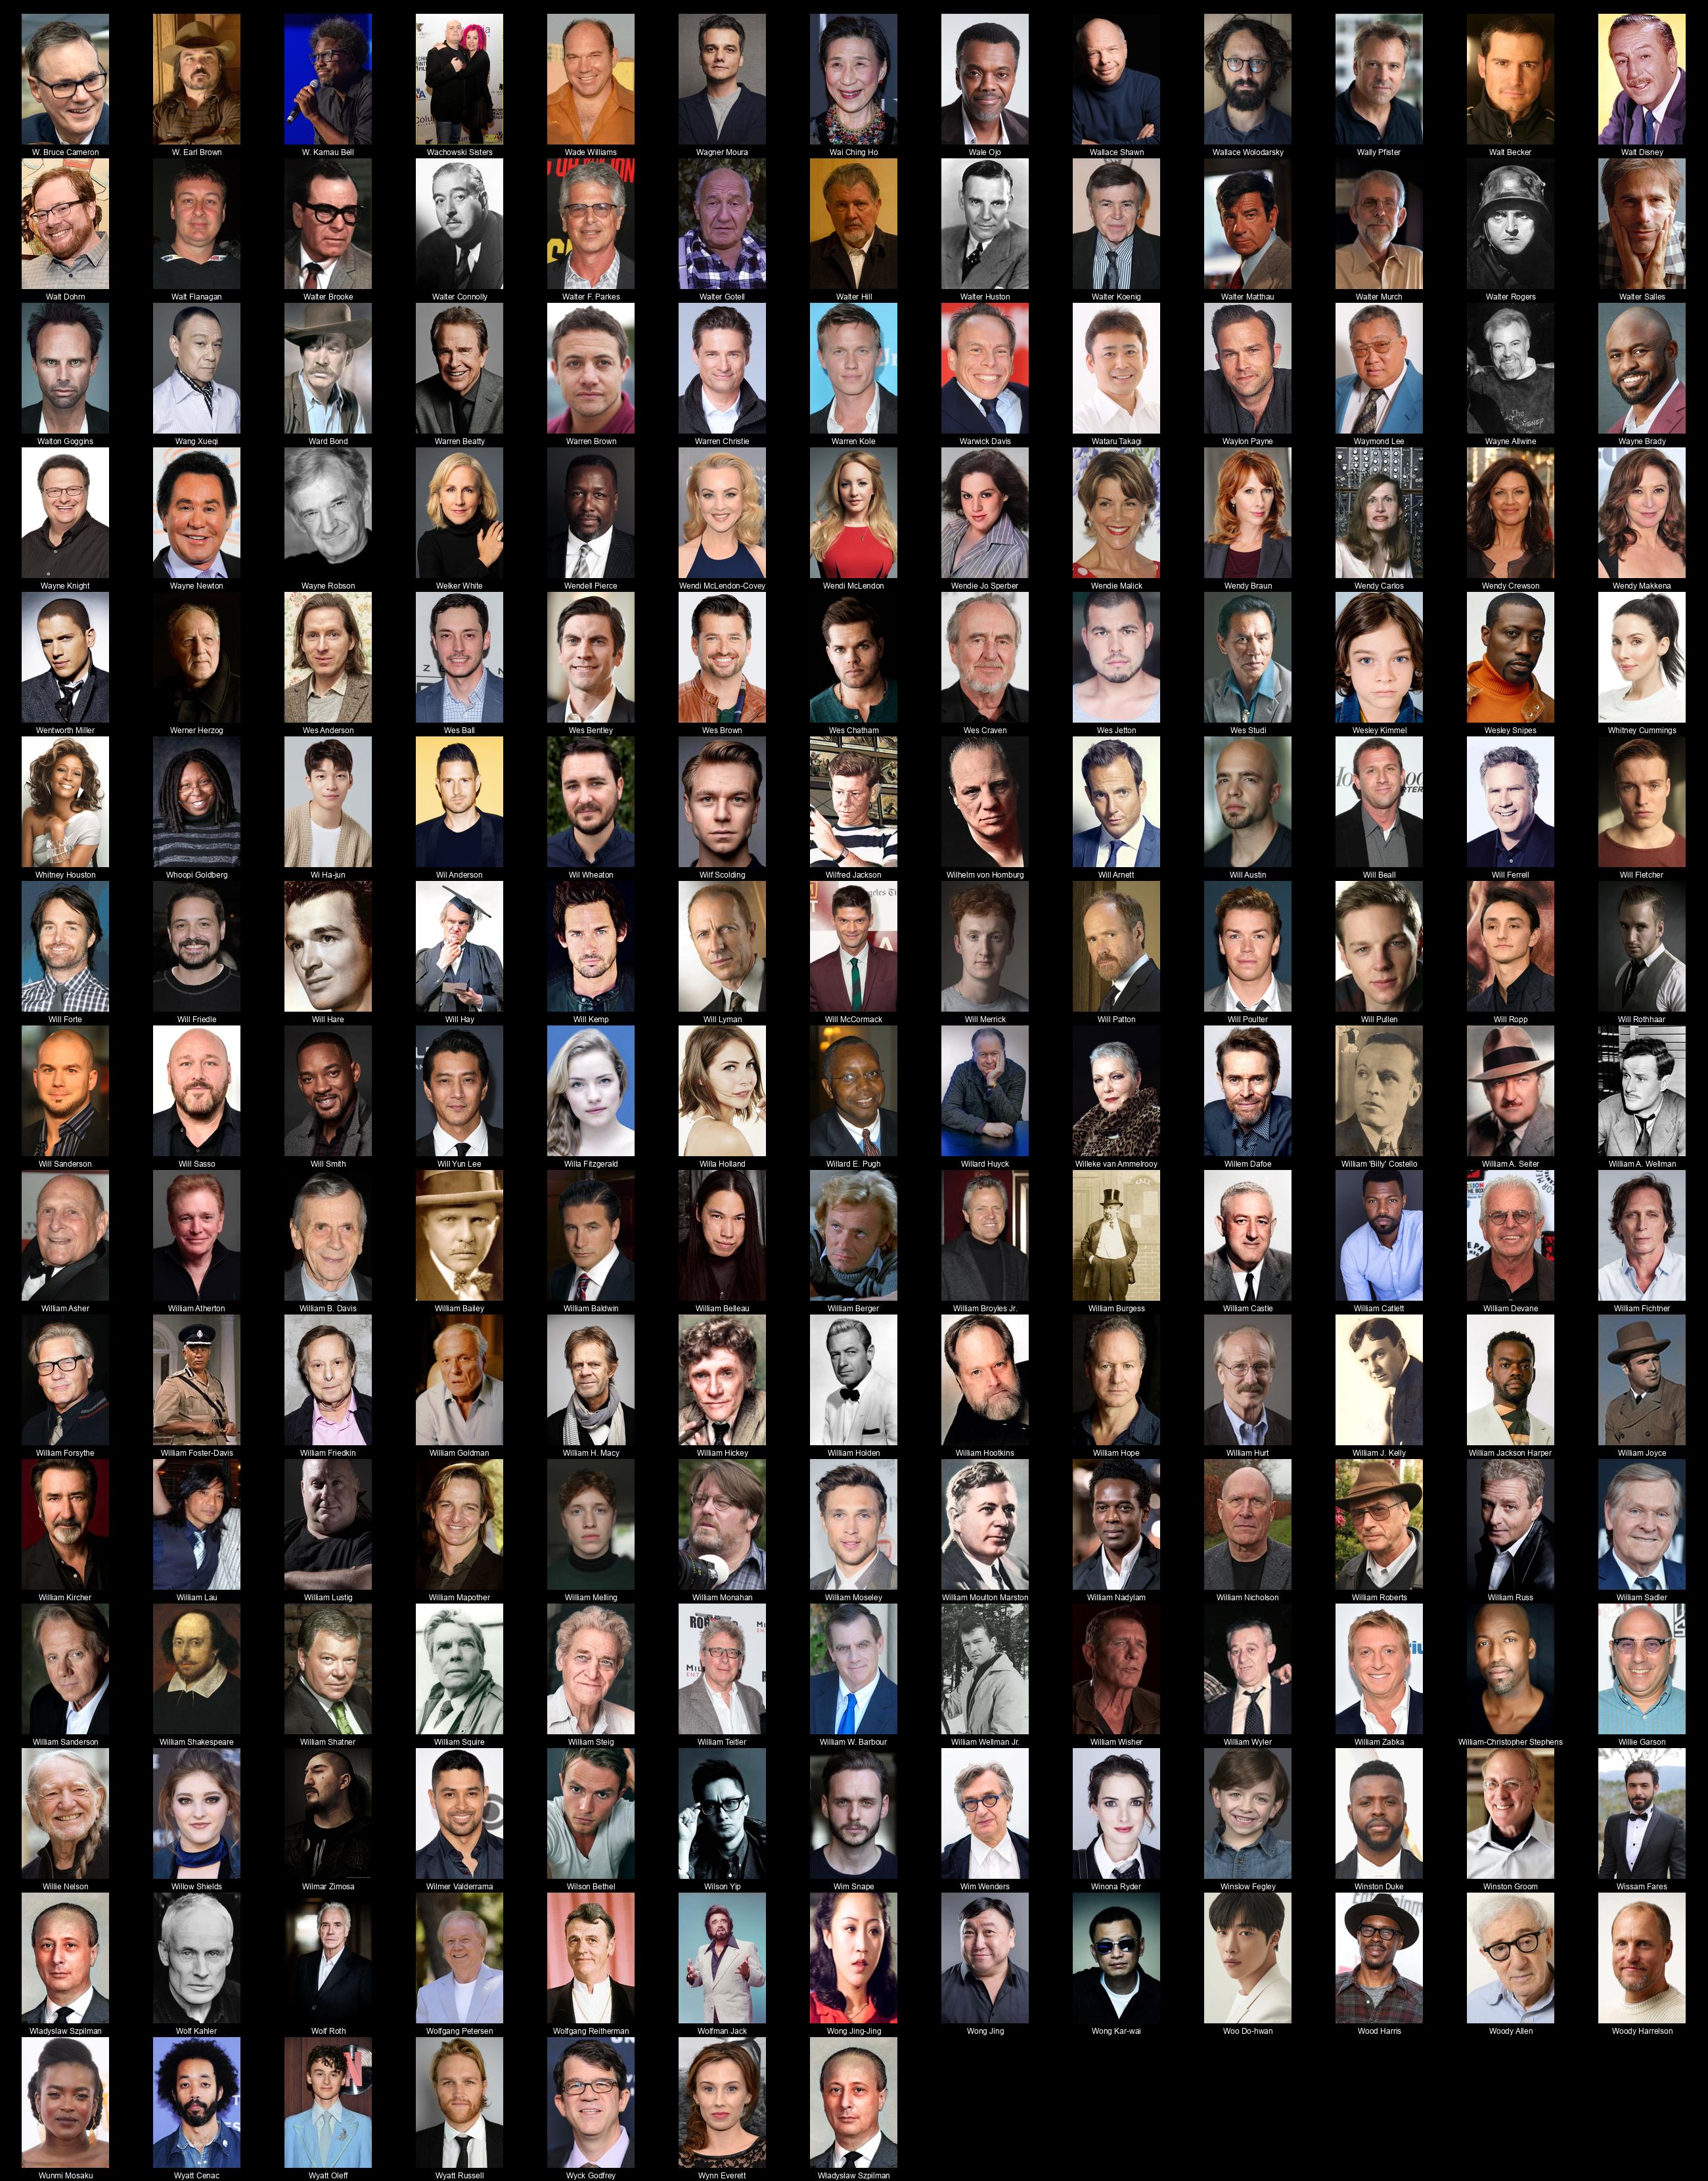 W. Bruce Cameron W. Earl Brown W. Kamau Bell Wachowski Sisters Wade Williams Wagner Moura Wai Ching Ho Wale Ojo Wallace Shawn Wallace Wolodarsky Wally Pfister Walt Becker Walt Disney
Walt Dohrn Walt Flanagan Walter Brooke Walter Connolly Walter F. Parkes Walter Gotell Walter Hill Walter Huston Walter Koenig Walter Matthau Walter Murch Walter Rogers Walter Salles
Walton Goggins Wang Xueqi Ward Bond Warren Beatty Warren Brown Warren Christie Warren Kole Warwick Davis Wataru Takagi Waylon Payne Waymond Lee Wayne Allwine Wayne Brady
Wayne Knight Wayne Newton Wayne Robson Welker White Wendell Pierce Wendi McLendon-Covey Wendi McLendon Wendie Jo Sperber Wendie Malick Wendy Braun Wendy Carlos Wendy Crewson Wendy Makkena
Wentworth Miller Werner Herzog Wes Anderson Wes Ball Wes Bentley Wes Brown Wes Chatham Wes Craven Wes Jetton Wes Studi Wesley Kimmel Wesley Snipes Whitney Cummings
Whitney Houston Whoopi Goldberg Wi Ha-jun Wil Anderson Wil Wheaton Wilf Scolding Wilfred Jackson Wilhelm von Homburg Will Arnett Will Austin Will Beall Will Ferrell Will Fletcher
Will Forte Will Friedle Will Hare Will Hay Will Kemp Will Lyman Will McCormack Will Merrick Will Patton Will Poulter Will Pullen Will Ropp Will Rothhaar
Will Sanderson Will Sasso Will Smith Will Yun Lee Willa Fitzgerald Willa Holland Willard E. Pugh Willard Huyck Willeke van Ammelrooy Willem Dafoe William 'Billy' Costello William A. Seiter William A. Wellman
William Asher William Atherton William B. Davis William Bailey William Baldwin William Belleau William Berger William Broyles Jr. William Burgess William Castle William Catlett William Devane William Fichtner
William Forsythe William Foster-Davis William Friedkin William Goldman William H. Macy William Hickey William Holden William Hootkins William Hope William Hurt William J. Kelly William Jackson Harper William Joyce
William Kircher William Lau William Lustig William Mapother William Melling William Monahan William Moseley William Moulton Marston William Nadylam William Nicholson William Roberts William Russ William Sadler
William Sanderson William Shakespeare William Shatner William Squire William Steig William Teitler William W. Barbour William Wellman Jr. William Wisher William Wyler William Zabka William-Christopher Stephens Willie Garson
Willie Nelson Willow Shields Wilmar Zimosa Wilmer Valderrama Wilson Bethel Wilson Yip Wim Snape Wim Wenders Winona Ryder Winslow Fegley Winston Duke Winston Groom Wissam Fares
Wladyslaw Szpilman Wolf Kahler Wolf Roth Wolfgang Petersen Wolfgang Reitherman Wolfman Jack Wong Jing-Jing Wong Jing Wong Kar-wai Woo Do-hwan Wood Harris Woody Allen Woody Harrelson
Wunmi Mosaku Wyatt Cenac Wyatt Oleff Wyatt Russell Wyck Godfrey Wynn Everett Wladyslaw Szpilman